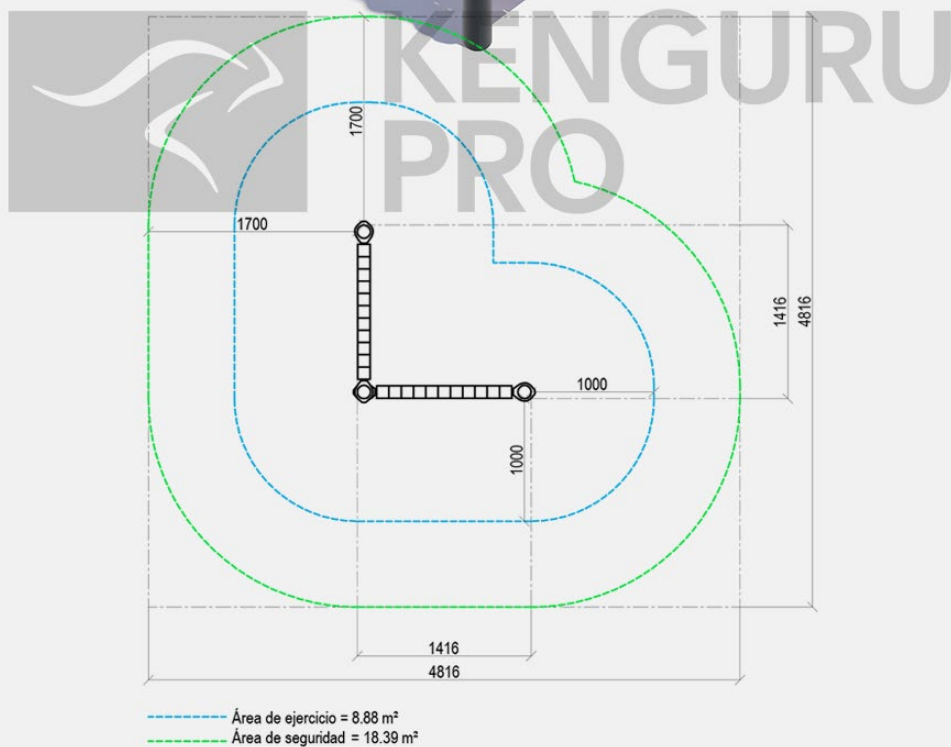 KENGURU
PRO
1700
1700
1416
4816
1000
1000
1416
4816
Área de ejercicio = 8.88 m²
Área de seguridad = 18.39 m²